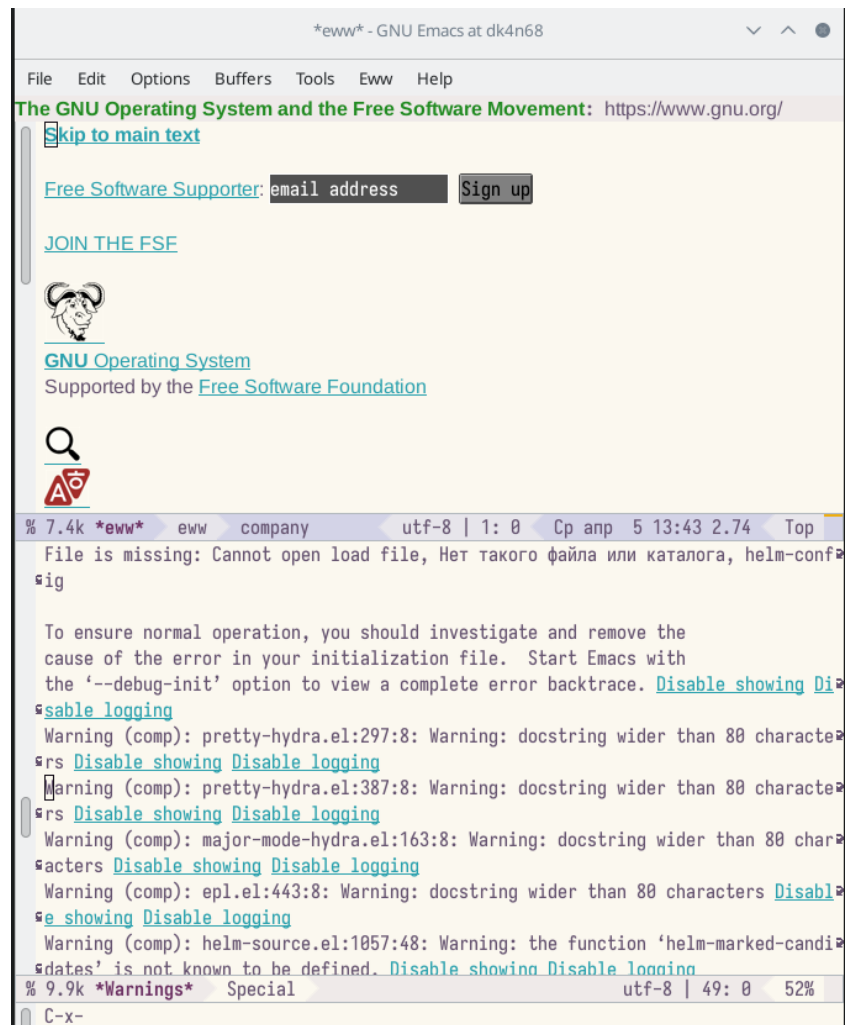 *eww* - GNU Emacs at dk4n68
File Edit Options Buffers Tools Eww Help
The GNU Operating System and the Free Software Movement: https://www.gnu.org/
Skip to main text
Free Software Supporter: email address Sign up
JOIN THE FSF
GNU Operating System
Supported by the Free Software Foundation
% 7.4k *eww* eww company utf-8 | 1: 0 Ср апр 5 13:43 2.74 Top
File is missing: Cannot open load file, Нет такого файла или каталога, helm-conf
ig
To ensure normal operation, you should investigate and remove the
cause of the error in your initialization file. Start Emacs with
the ‘--debug-init’ option to view a complete error backtrace. Disable showing Di
sable logging
Warning (comp): pretty-hydra.el:297:8: Warning: docstring wider than 80 characte
rs Disable showing Disable logging
Warning (comp): pretty-hydra.el:387:8: Warning: docstring wider than 80 characte
rs Disable showing Disable logging
Warning (comp): major-mode-hydra.el:163:8: Warning: docstring wider than 80 char
acters Disable showing Disable logging
Warning (comp): epl.el:443:8: Warning: docstring wider than 80 characters Disabl
e showing Disable logging
Warning (comp): helm-source.el:1057:48: Warning: the function ‘helm-marked-candi
dates’ is not known to be defined. Disable showing Disable logging
% 9.9k *Warnings* Special utf-8 | 49: 0 52%
C-x-